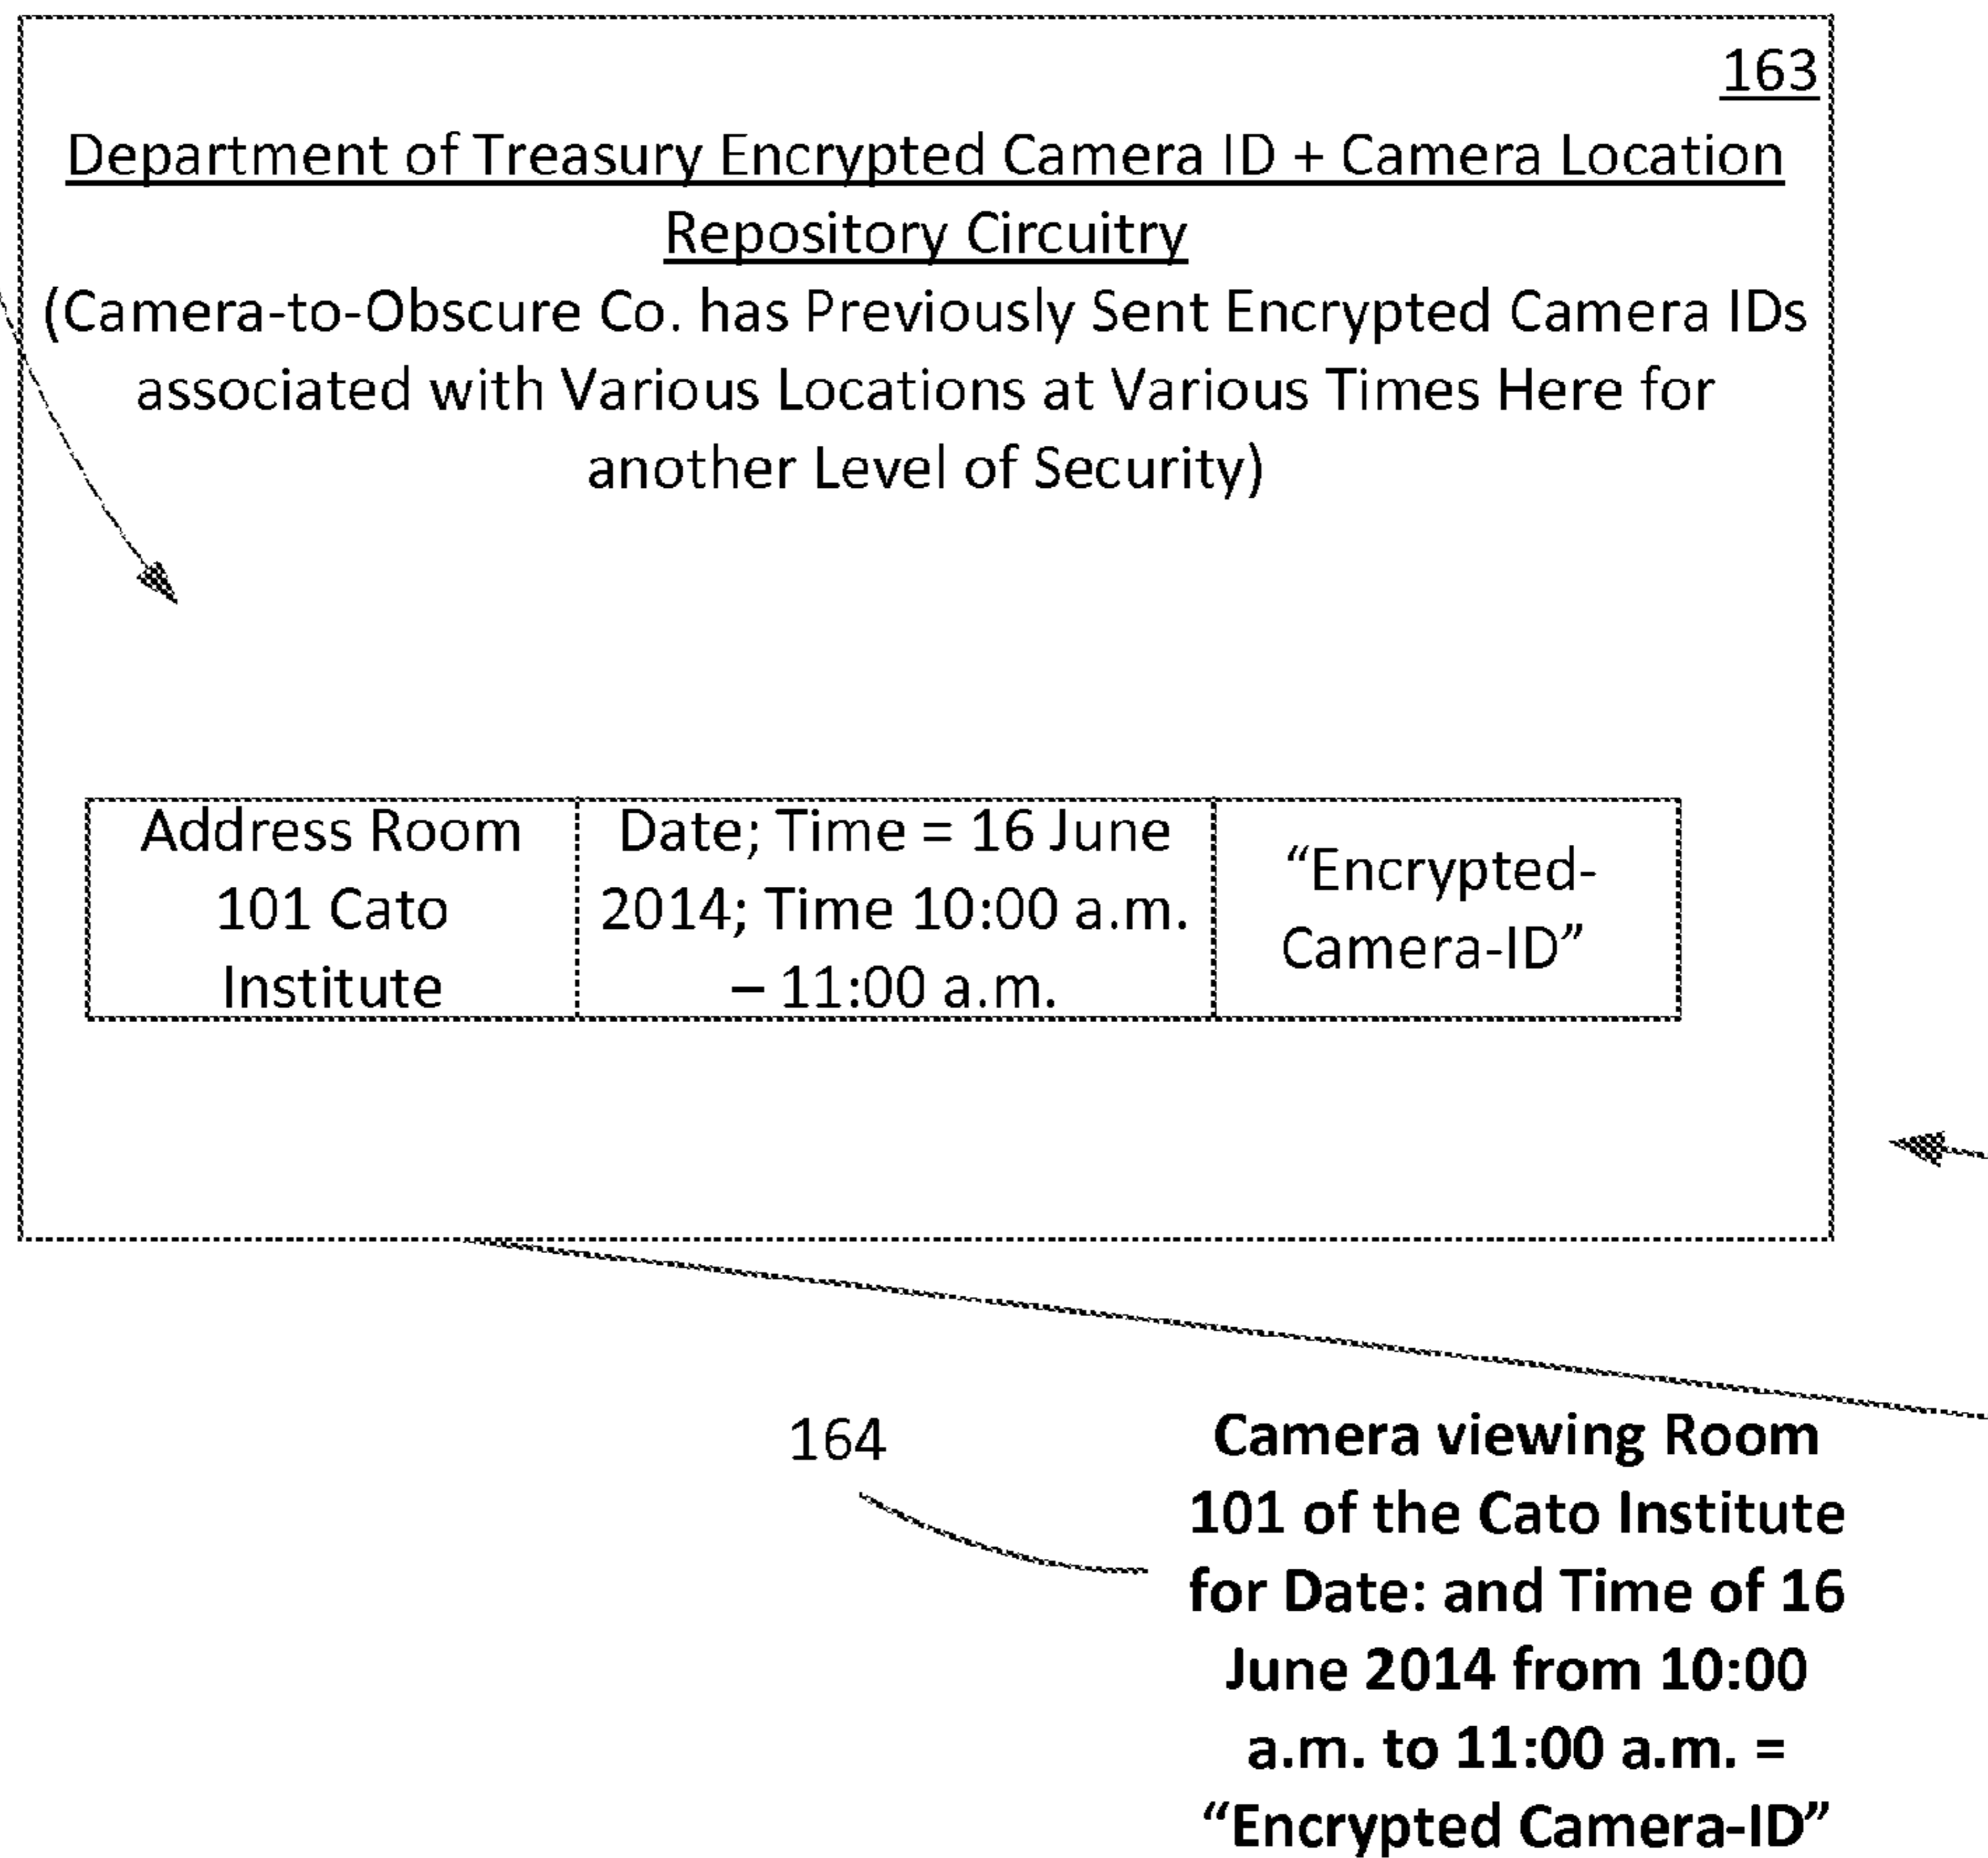 163
Department of Treasury Encrypted Camera ID + Camera Location
Repository Circuitry
(Camera-to-Obscure Co. has Previously Sent Encrypted Camera IDs
associated with Various Locations at Various Times Here for
another Level of Security)
Address Room
101 Cato
Institute
Date; Time = 16 June
2014; Time 10:00 a.m.
– 11:00 a.m.
“Encrypted-
Camera-ID”
164
Camera viewing Room
101 of the Cato Institute
for Date: and Time of 16
June 2014 from 10:00
a.m. to 11:00 a.m. =
“Encrypted Camera-ID”